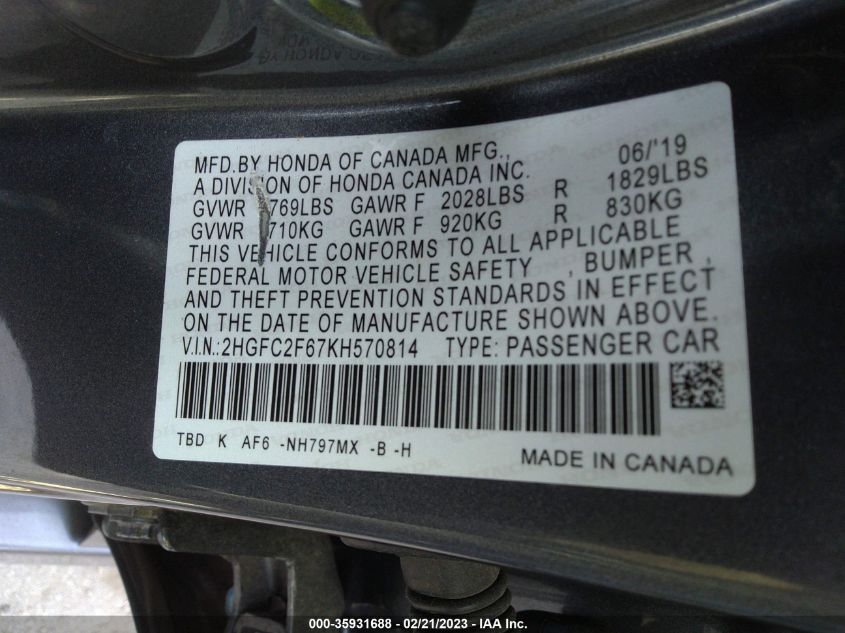 MFD.BY HONDA OF CANADA MFG., 06/'19
A DIVISION OF HONDA CANADA INC.
GVWR 769LBS GAWR F 2028LBS R 1829LBS
GVWR 710KG GAWR F 920KG R 830KG
THIS VEHICLE CONFORMS TO ALL APPLICABLE
FEDERAL MOTOR VEHICLE SAFETY , BUMPER ,
AND THEFT PREVENTION STANDARDS IN EFFECT
ON THE DATE OF MANUFACTURE SHOWN ABOVE.
V.I.N.:2HGFC2F67KH570814 TYPE: PASSENGER CAR
TBD K AF6 -NH797MX -B -H
MADE IN CANADA
000-35931688 - 02/21/2023 - IAA Inc.